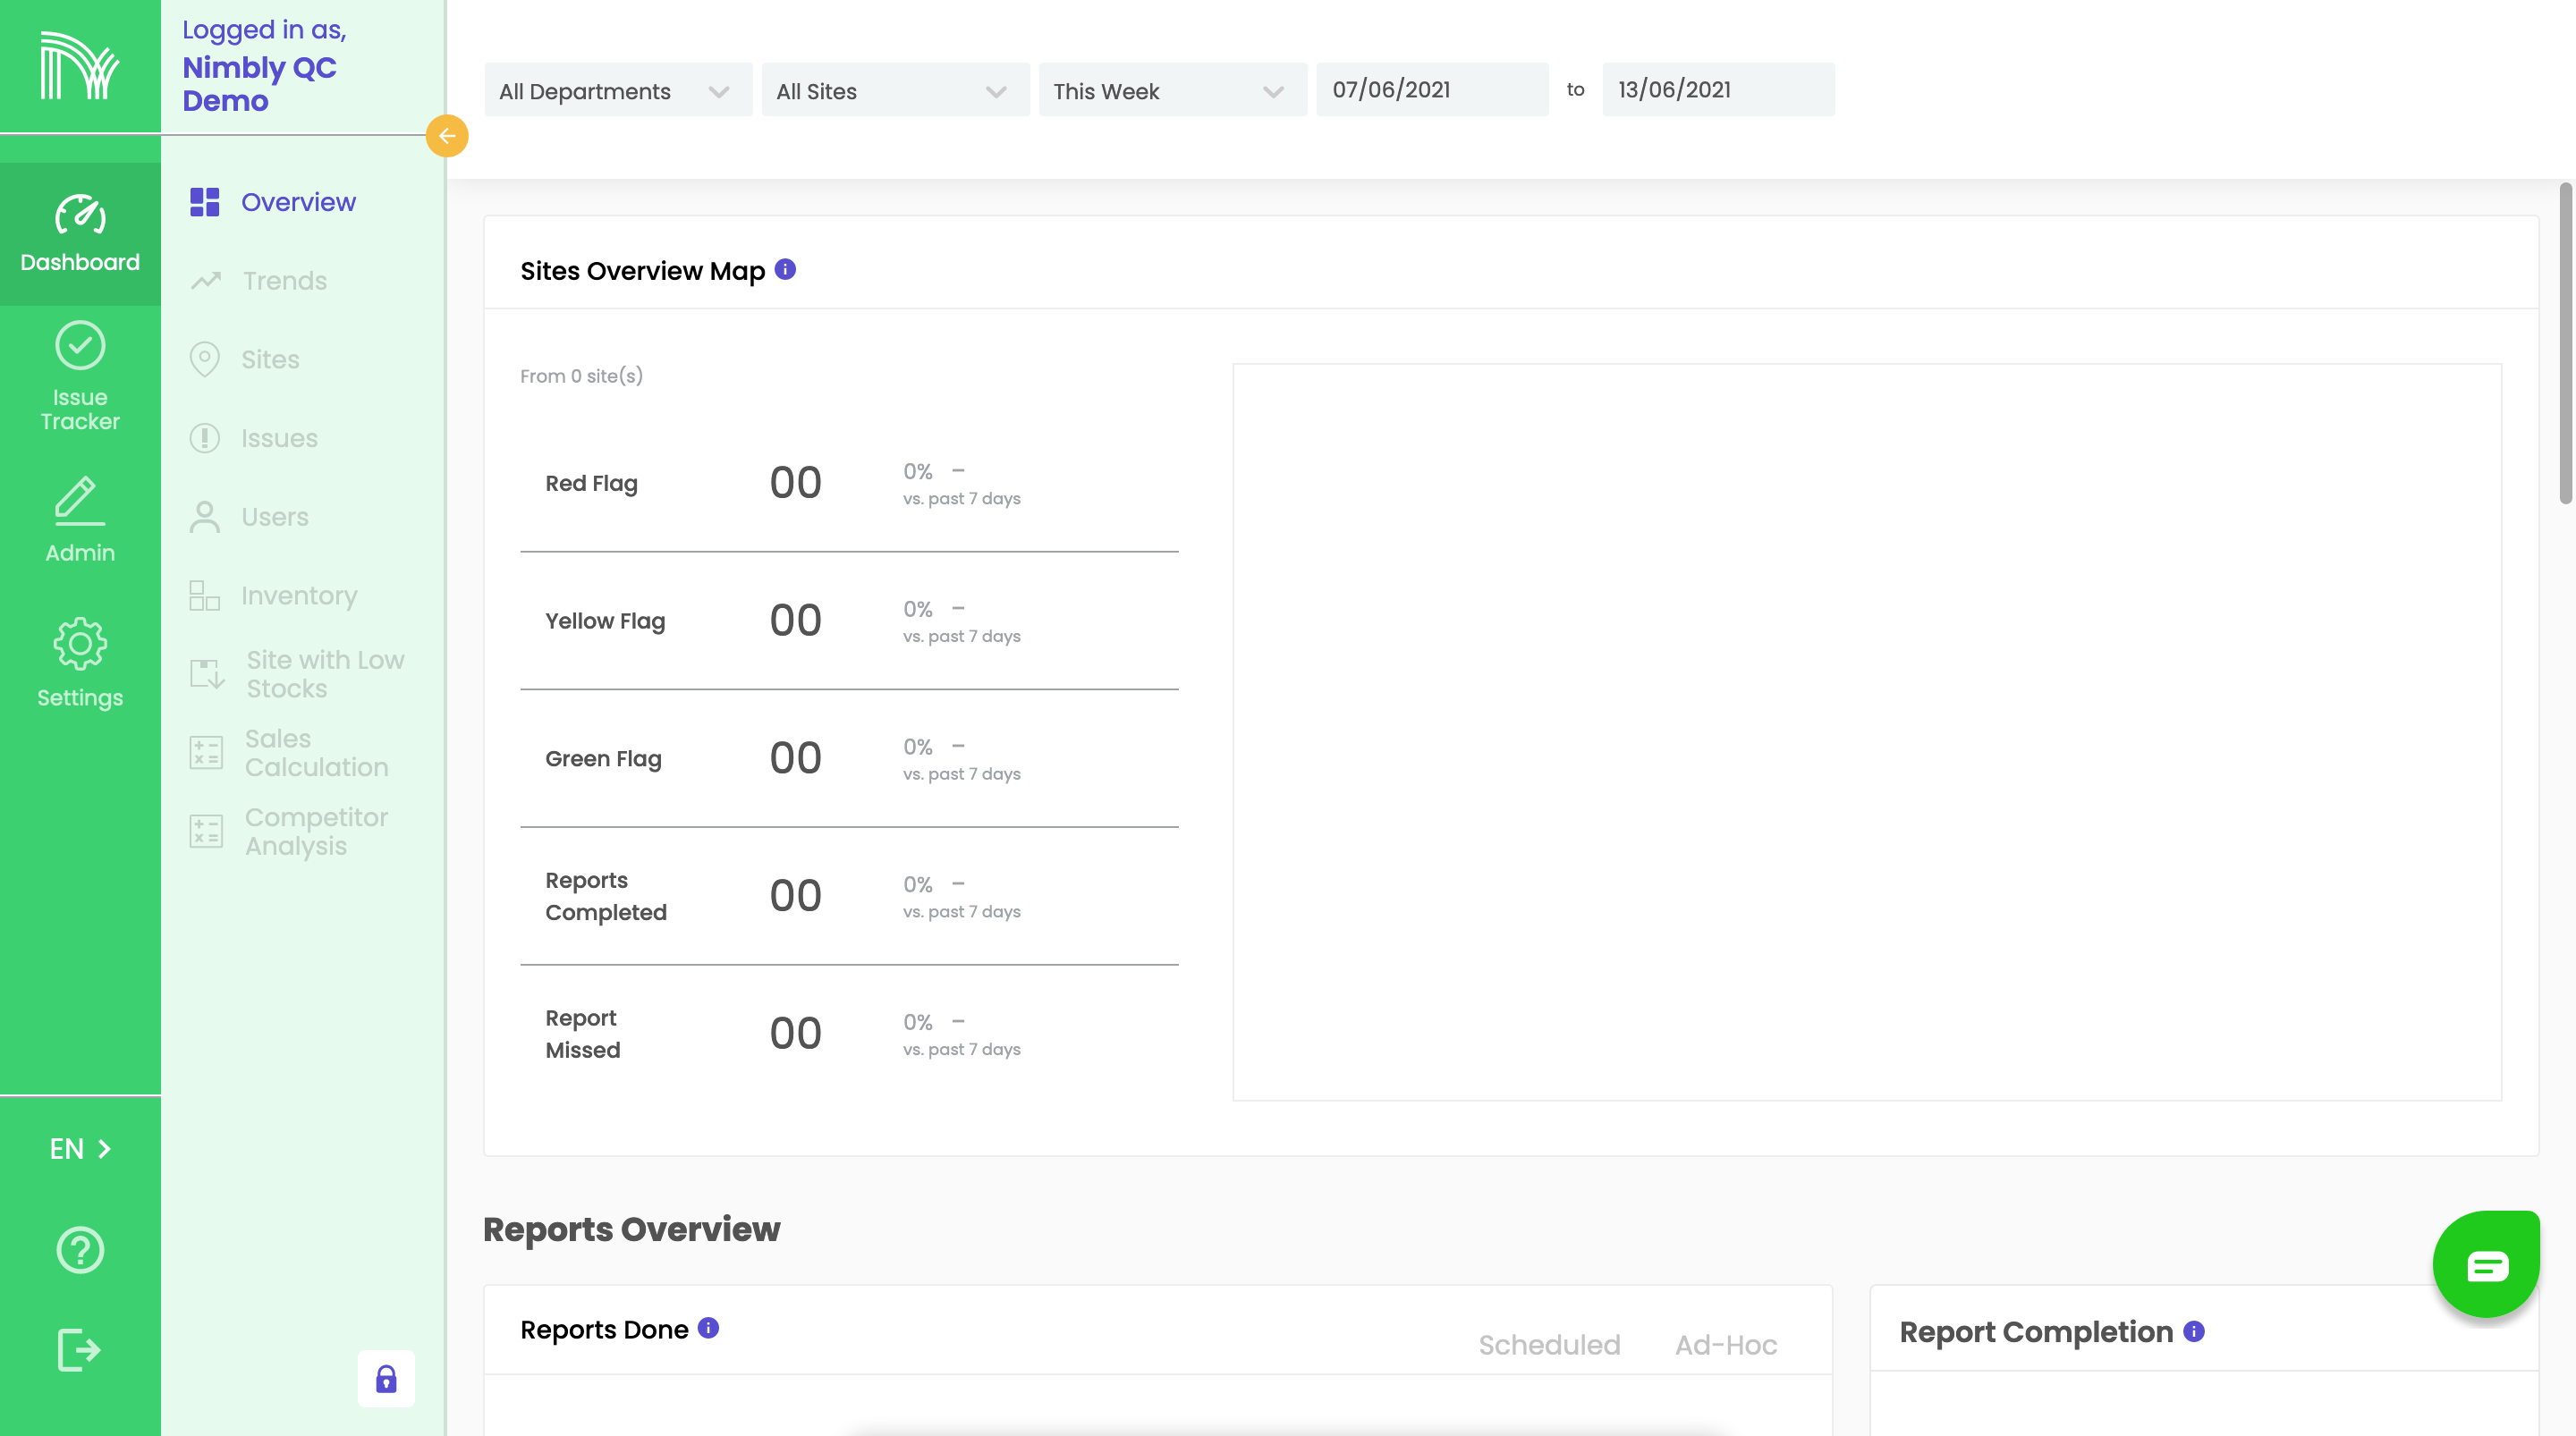 Logged in as,
Nimbly QC
Demo
Dashboard
Issue
Tracker
Admin
Settings
EN
Overview
Trends
Sites
Issues
Users
Inventory
Site with Low
Stocks
Sales
Calculation
Competitor
Analysis
All Departments
All Sites
This Week
07/06/2021
to
13/06/2021
Sites Overview Map
From 0 site(s)
Red Flag
00
0% –
vs. past 7 days
Yellow Flag
00
0% –
vs. past 7 days
Green Flag
00
0% –
vs. past 7 days
Reports
Completed
00
0% –
vs. past 7 days
Report
Missed
00
0% –
vs. past 7 days
Reports Overview
Reports Done
Scheduled
Ad-Hoc
Report Completion